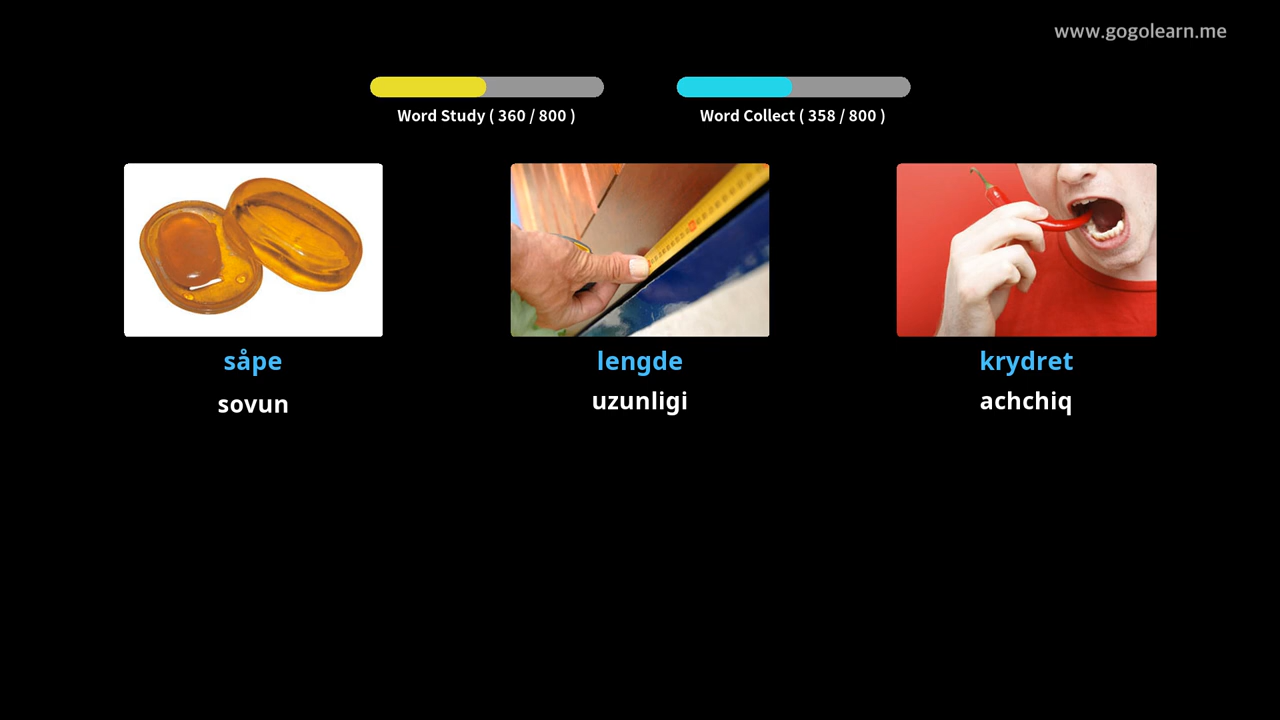 www.gogolearn.me
Word Study ( 360 / 800 )
Word Collect ( 358 / 800 )
såpe
lengde
krydret
sovun
uzunligi
achchiq